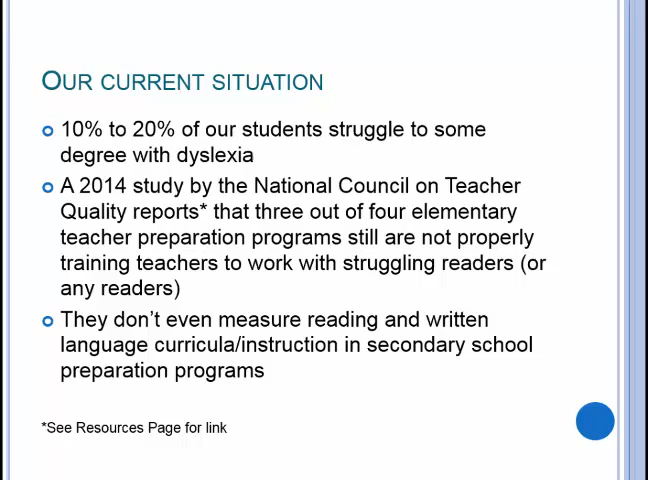 OUR CURRENT SITUATION
10% to 20% of our students struggle to some
degree with dyslexia
A 2014 study by the National Council on Teacher
Quality reports* that three out of four elementary
teacher preparation programs still are not properly
training teachers to work with struggling readers (or
any readers)
They don't even measure reading and written
language curricula/instruction in secondary school
preparation programs
*See Resources Page for link